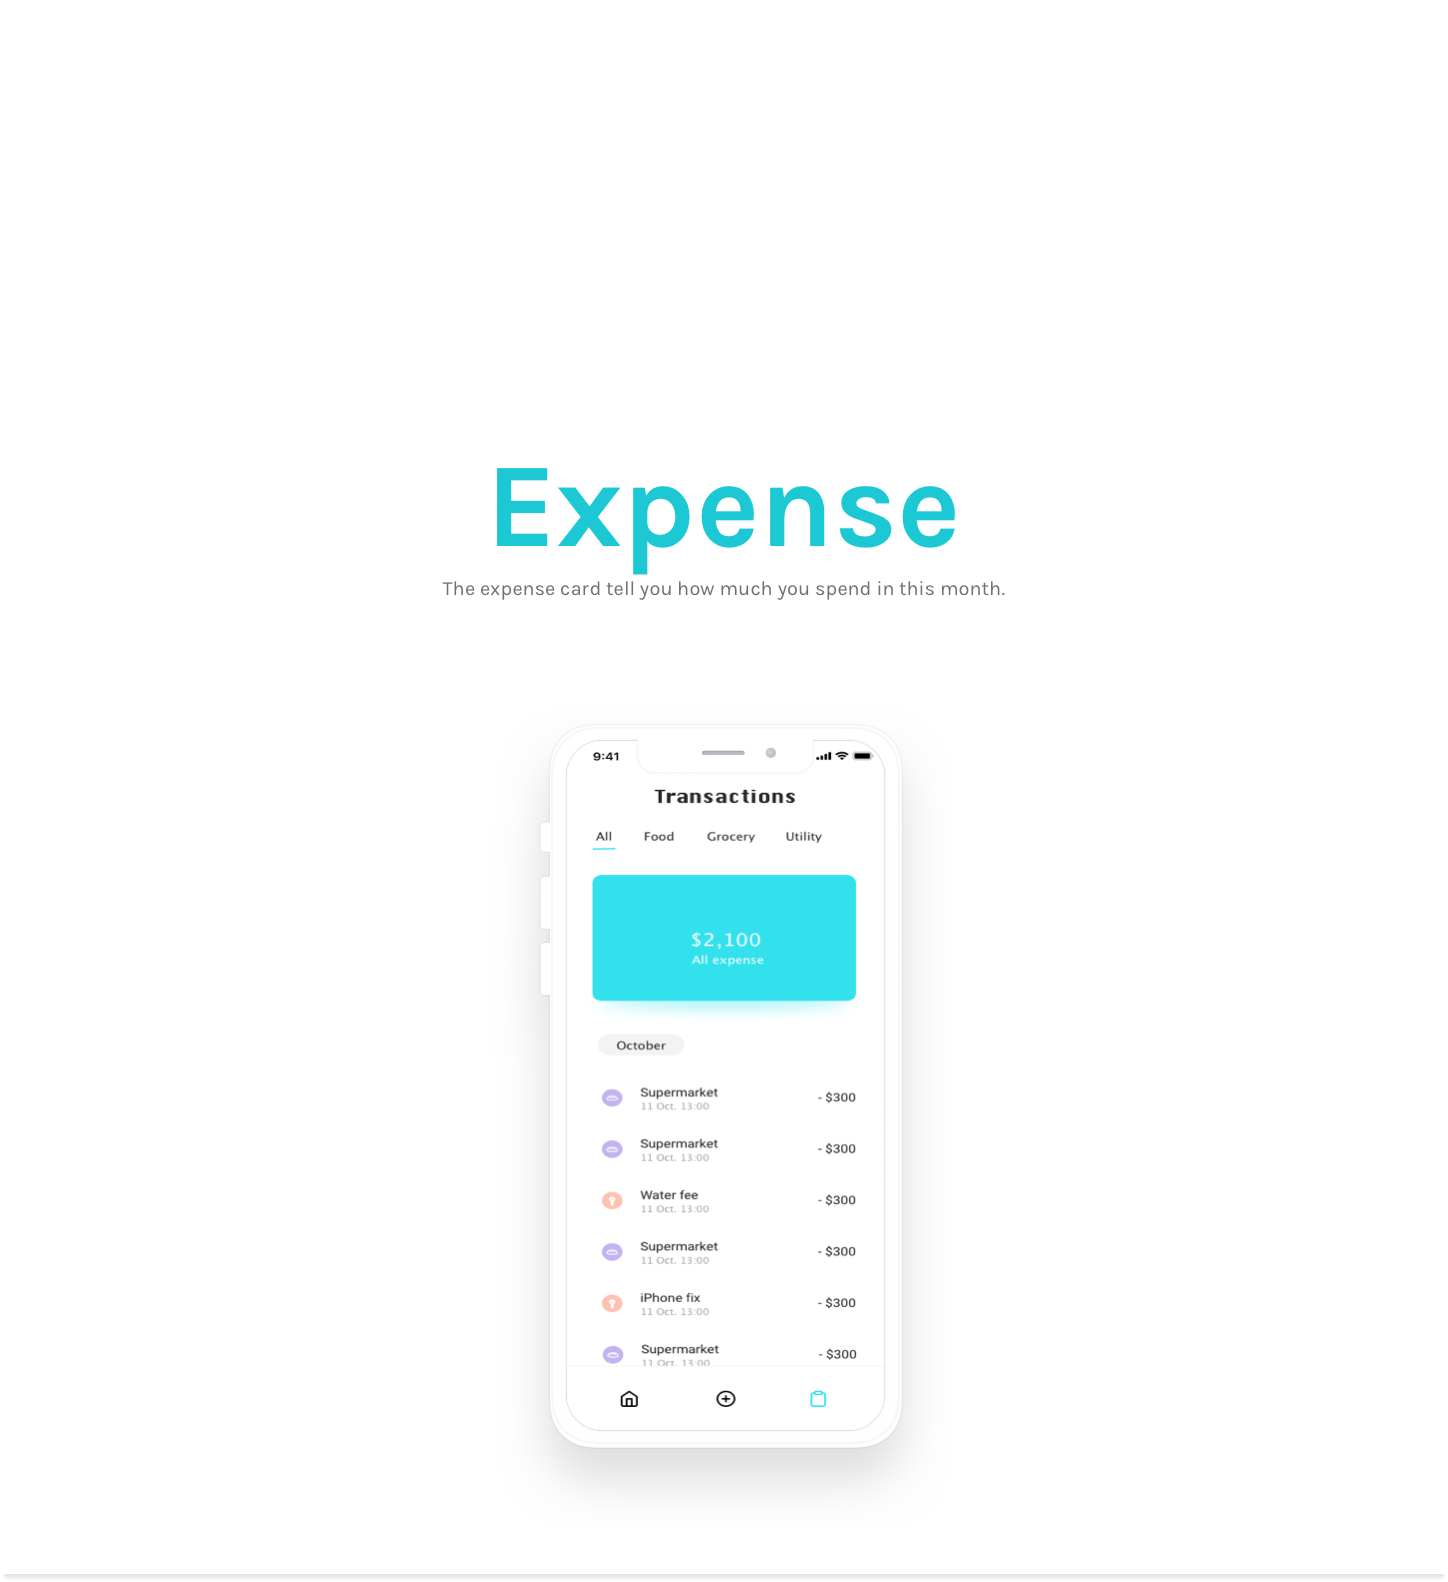 Expense
The expense card tell you how much you spend in this month.
9:41
Transactions
All Food Grocery Utility
$2,100
All expense
October
Supermarket - $300
11 Oct. 13:00
Supermarket - $300
11 Oct. 13:00
Water fee - $300
11 Oct. 13:00
Supermarket - $300
11 Oct. 13:00
iPhone fix - $300
11 Oct. 13:00
Supermarket - $300
11 Oct. 13:00